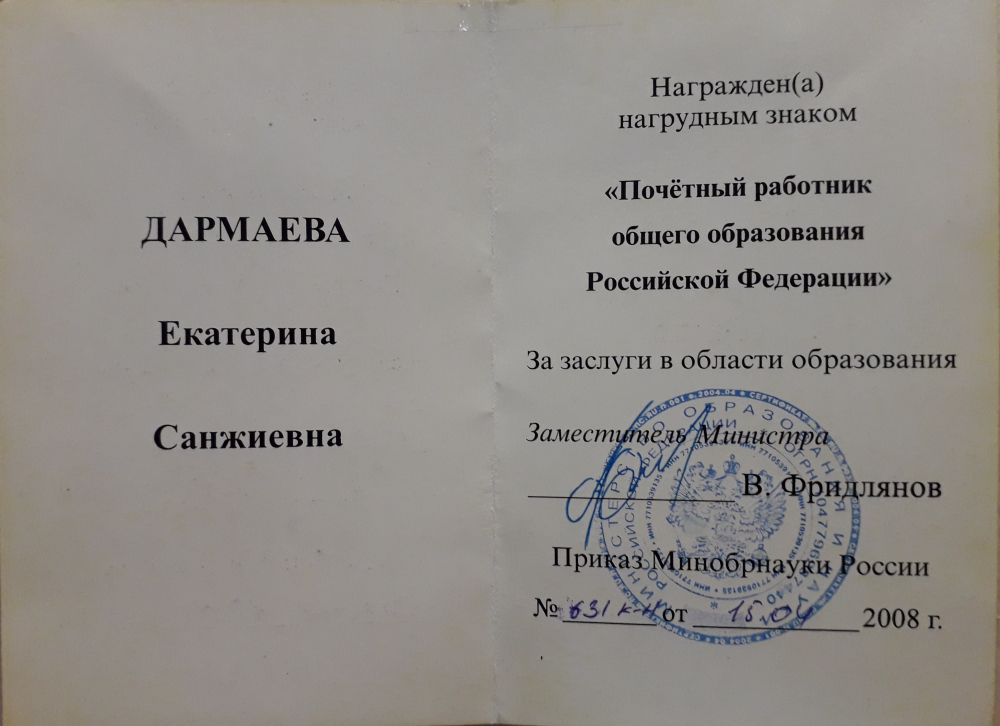 ДАРМАЕВА
Екатерина
Санжиевна
Награжден(а)
нагрудным знаком
«Почётный работник
общего образования
Российской Федерации»
За заслуги в области образования
Заместитель Министра
В. Фридлянов
Приказ Минобрнауки России
№ 631 к-н от 15.04 2008 г.